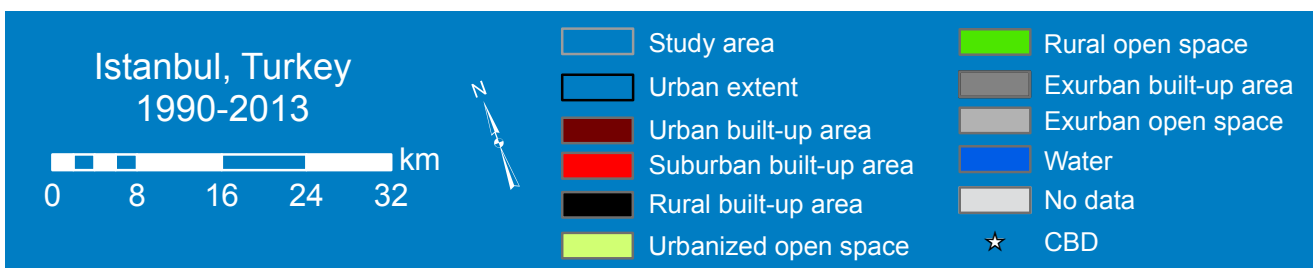 Istanbul, Turkey
1990-2013
km
0 8 16 24 32
N
Study area
Urban extent
Urban built-up area
Suburban built-up area
Rural built-up area
Urbanized open space
Rural open space
Exurban built-up area
Exurban open space
Water
No data
CBD